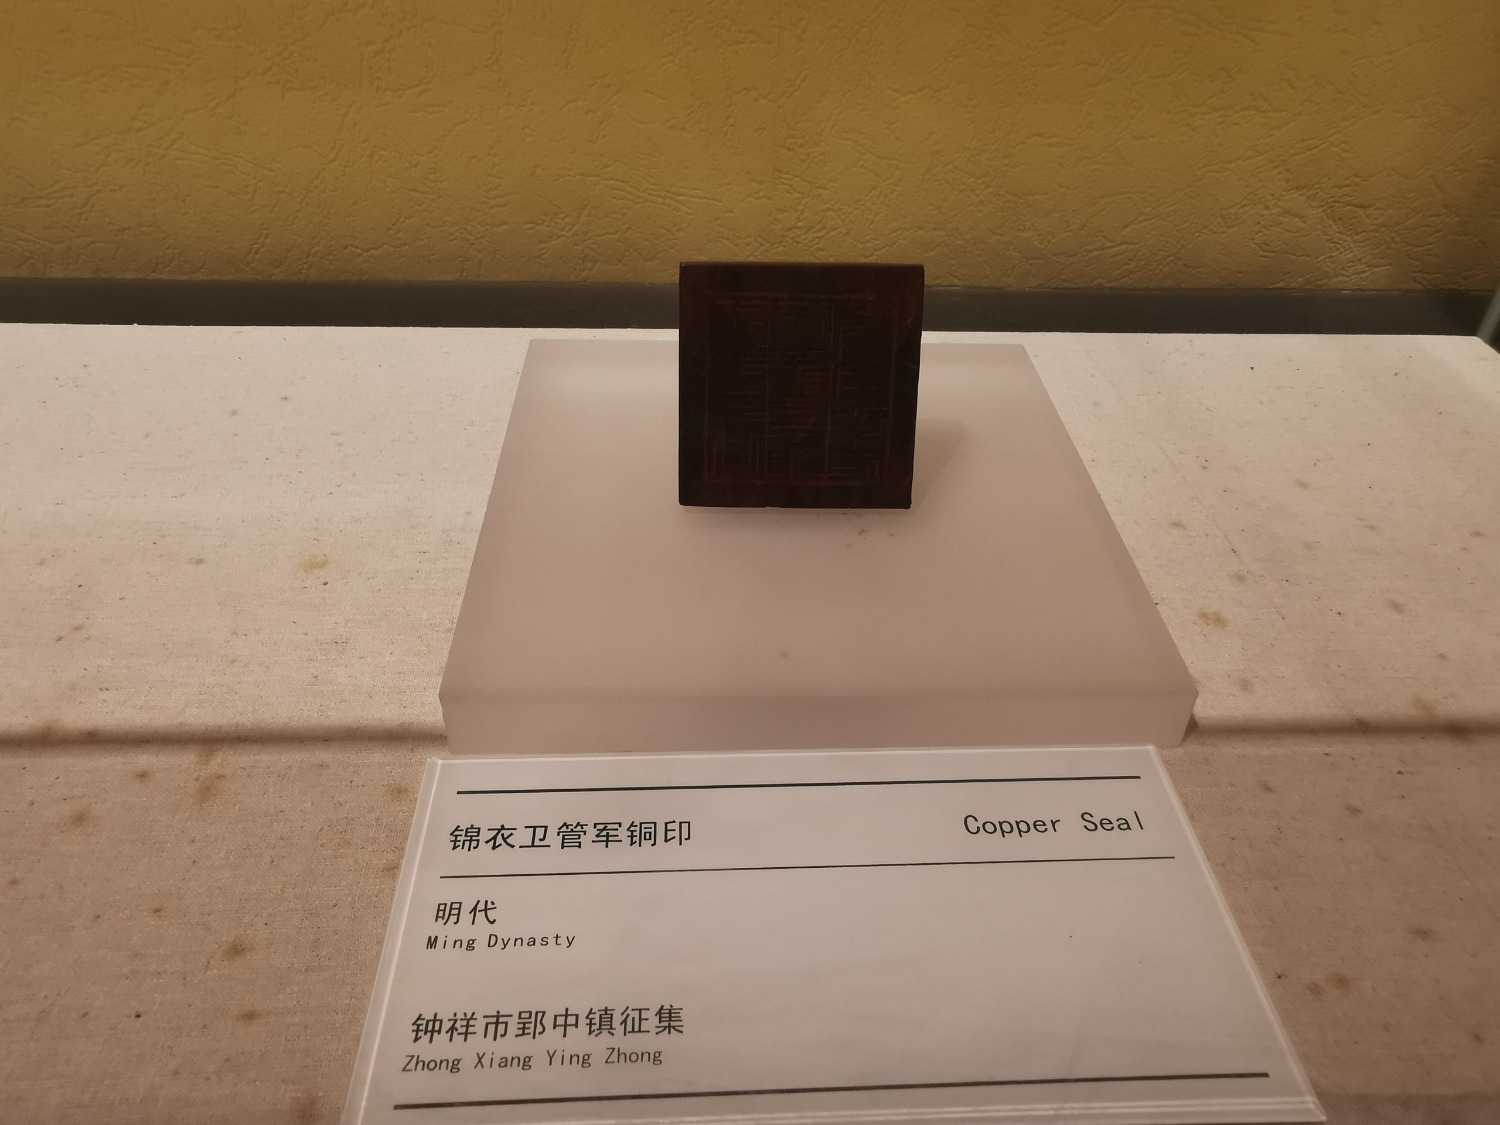 锦衣卫管军铜印 Copper Seal
明代
Ming Dynasty
钟祥市郢中镇征集
Zhong Xiang Ying Zhong